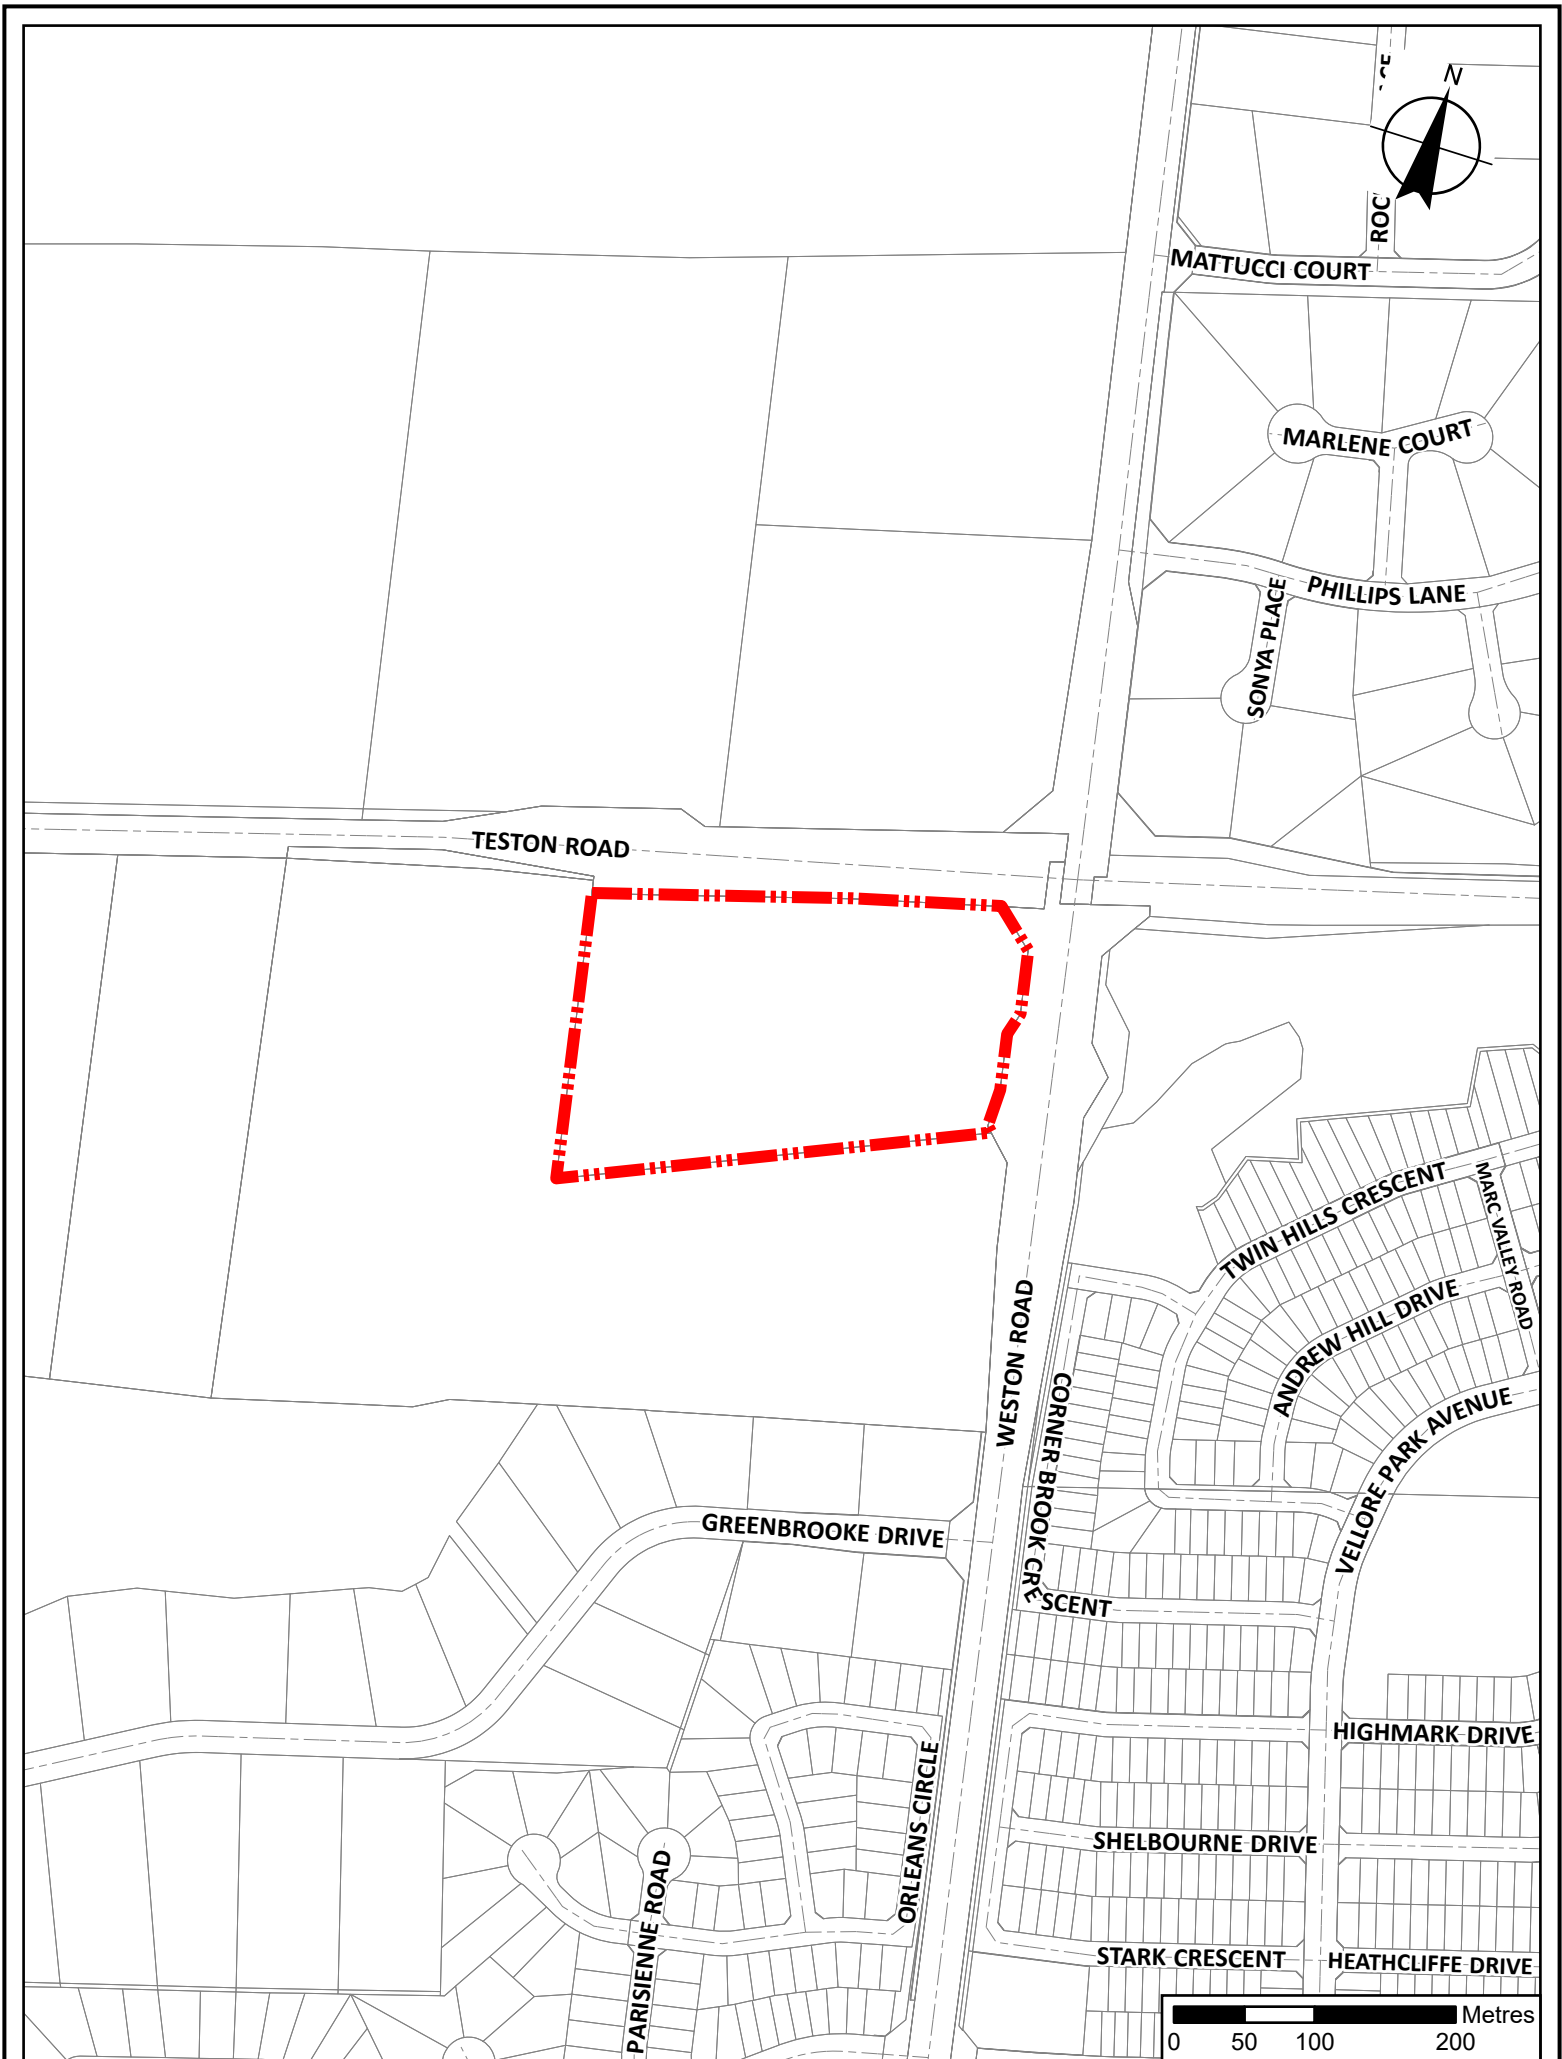 N
ROC
MATTUCCI COURT
MARLENE COURT
PHILLIPS LANE
SONYA PLACE
TESTON ROAD
TWIN HILLS CRESCENT
MARC VALLEY ROAD
ANDREW HILL DRIVE
WESTON ROAD
CORNER BROOK CRESCENT
VELLORE PARK AVENUE
GREENBROOKE DRIVE
HIGHMARK DRIVE
ORLEANS CIRCLE
SHELBOURNE DRIVE
PARISIENNE ROAD
STARK CRESCENT
HEATHCLIFFE DRIVE
Metres
0 50 100 200